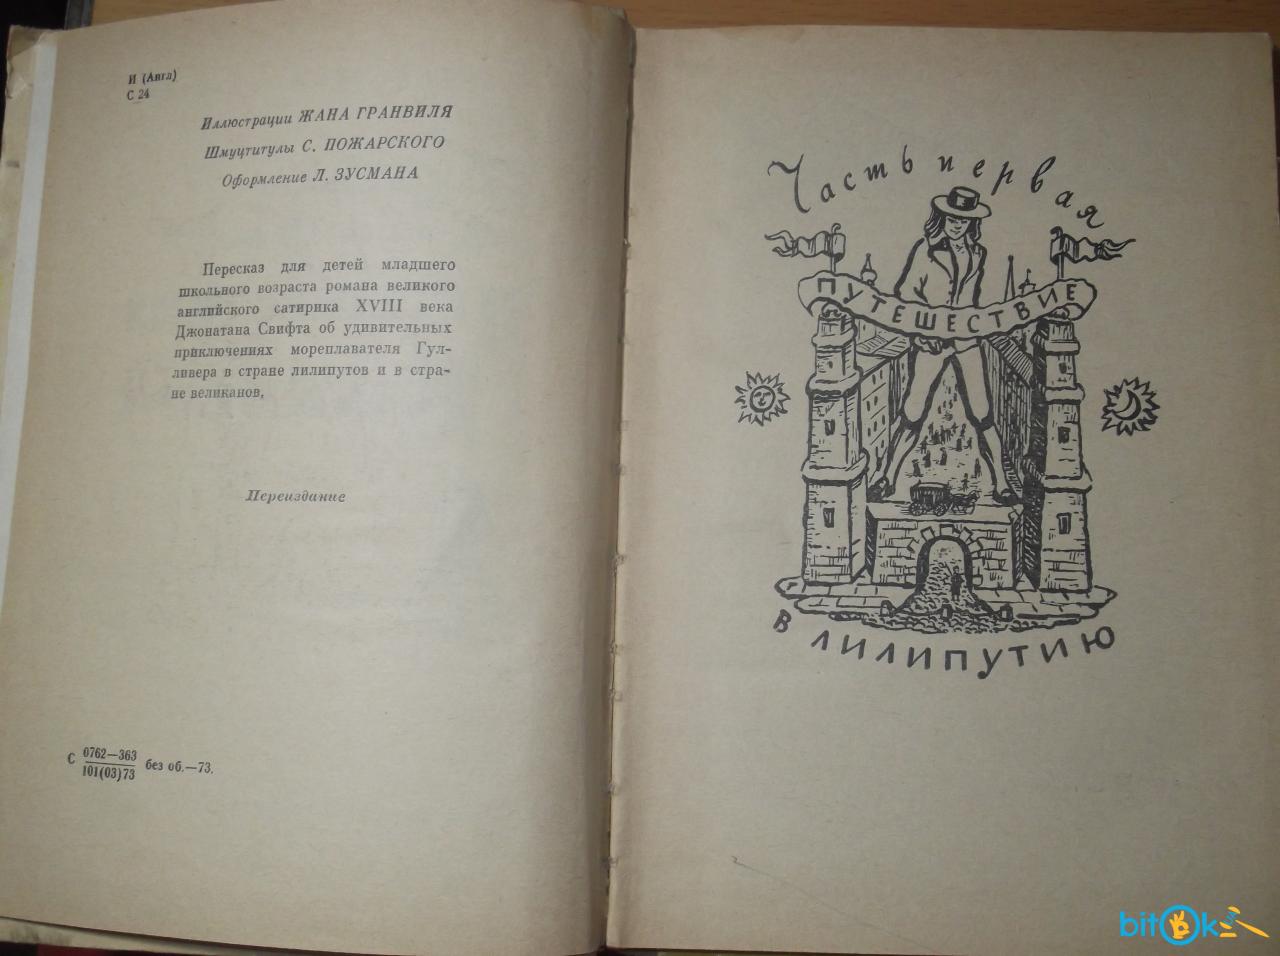 И (Англ)
С 24
Иллюстрации ЖАНА ГРАНВИЛЯ
Шмуцтитулы С. ПОЖАРСКОГО
Оформление Л. ЗУСМАНА
Пересказ для детей младшего
школьного возраста романа великого
английского сатирика XVIII века
Джонатана Свифта об удивительных
приключениях мореплавателя Гул-
ливера в стране лилипутов и в стра-
не великанов.
Переиздание
С 0762—363
101(03)73 без об.—73.
Часть первая
ПУТЕШЕСТВИЕ
В ЛИЛИПУТИЮ
bitok